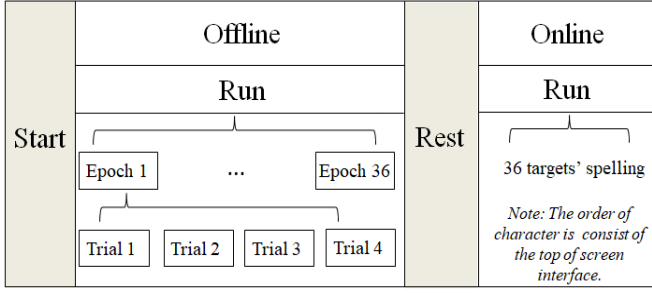 Start
Offline
Run
Epoch 1
...
Epoch 36
Trial 1
Trial 2
Trial 3
Trial 4
Rest
Online
Run
36 targets’ spelling
Note: The order of
character is consist of
the top of screen
interface.